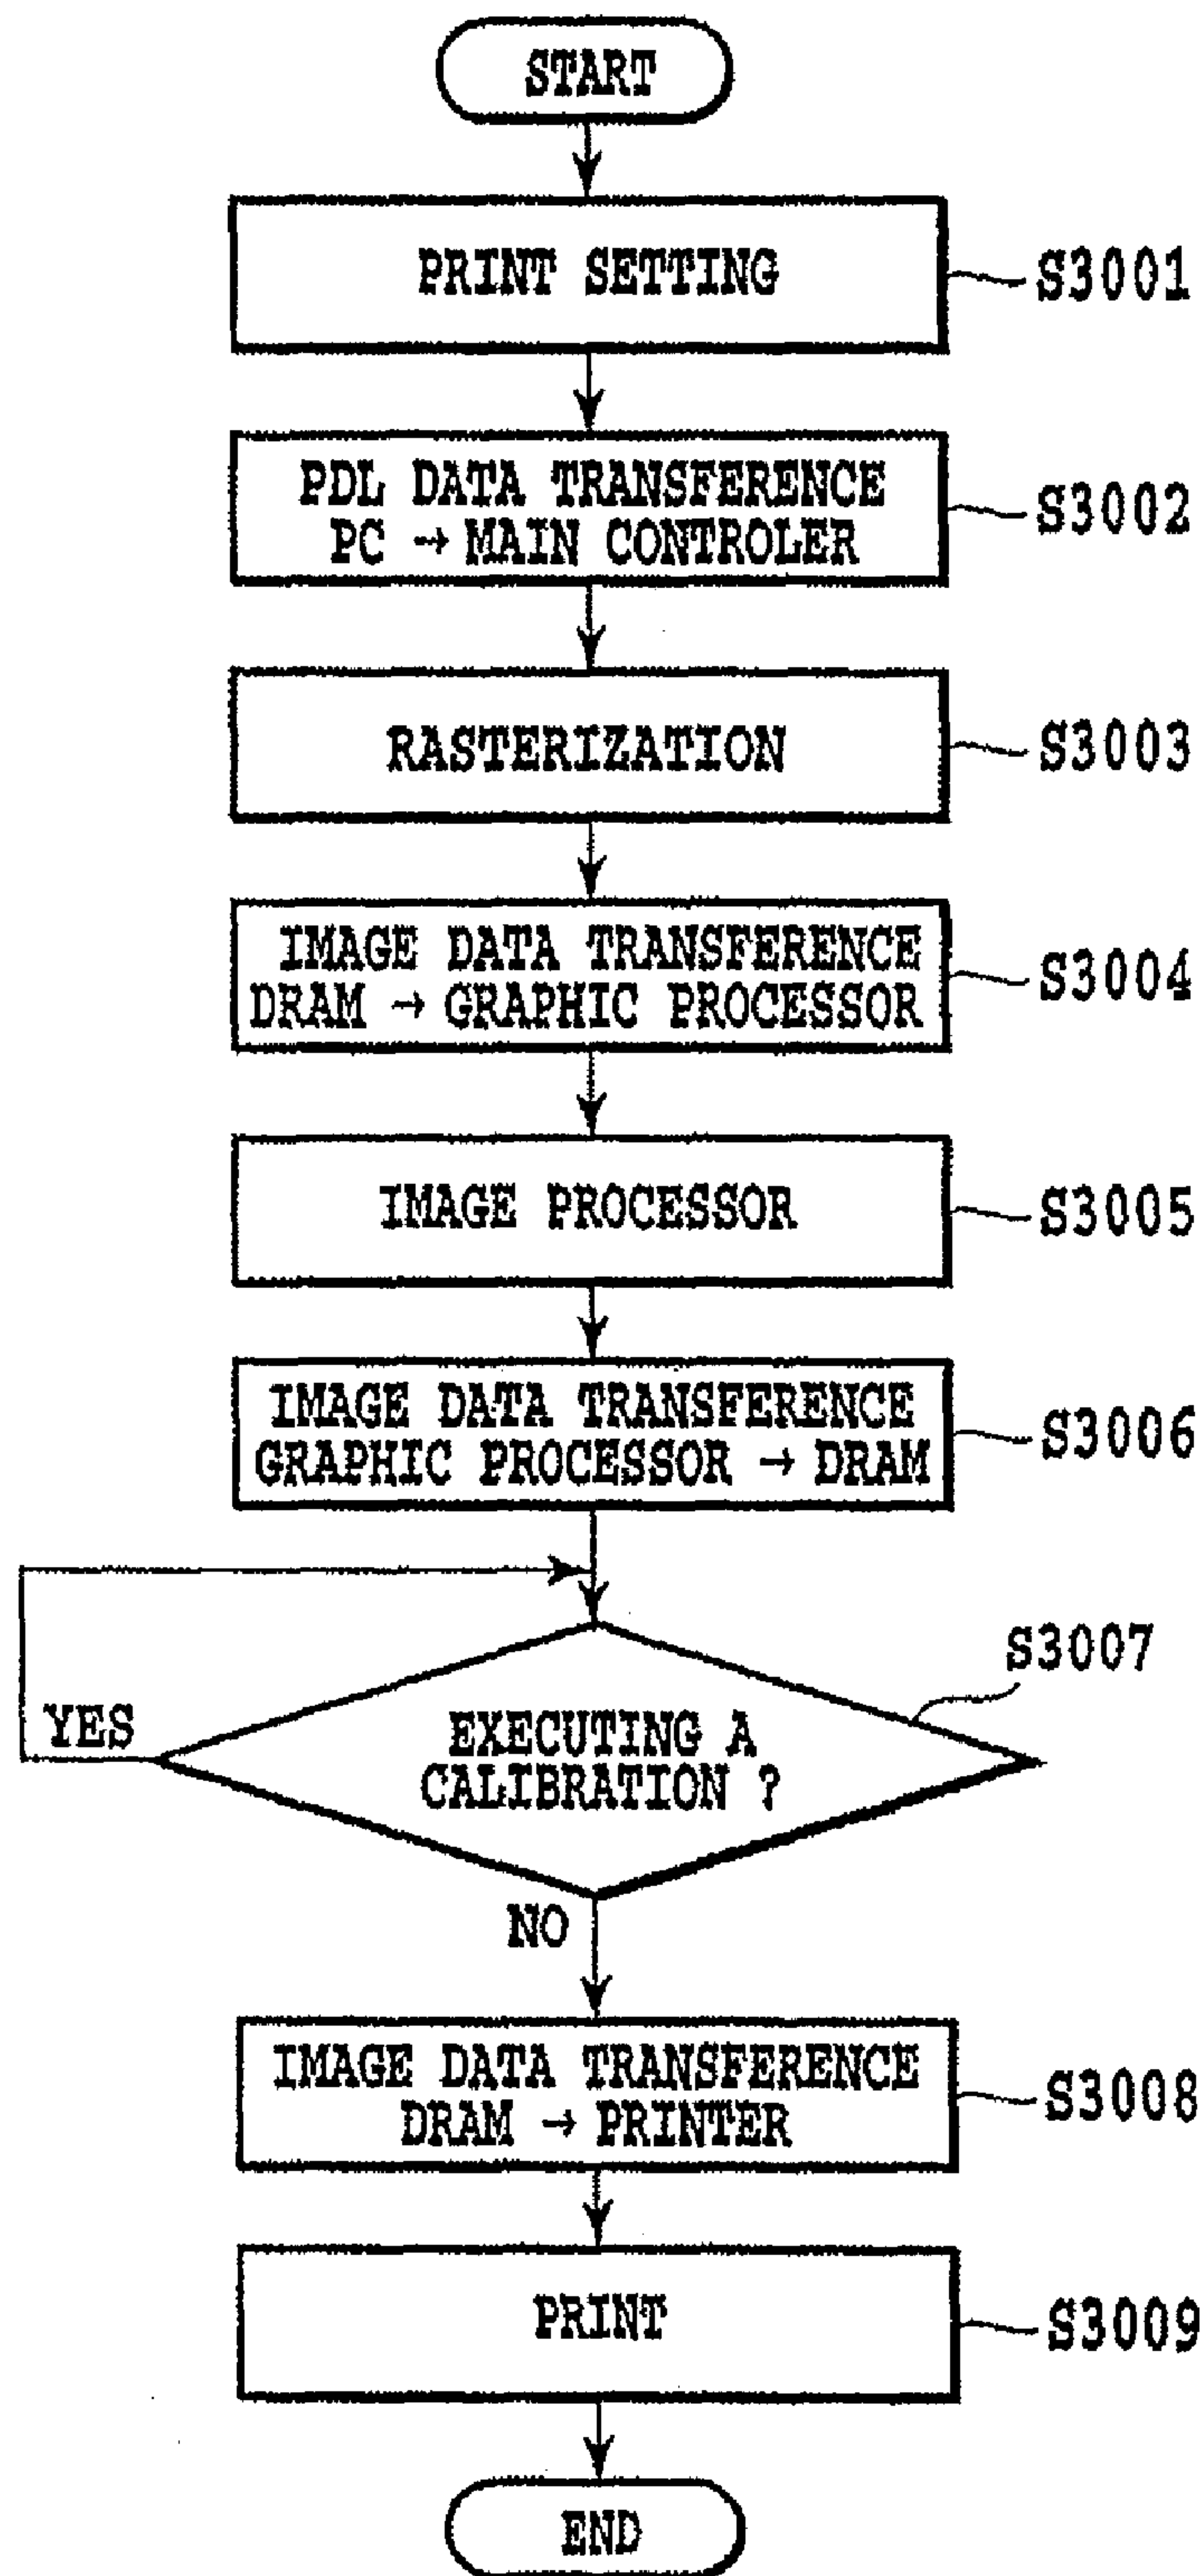 START
PRINT SETTING
S3001
PDL DATA TRANSFERENCE
PC → MAIN CONTROLER
S3002
RASTERIZATION
S3003
IMAGE DATA TRANSFERENCE
DRAM → GRAPHIC PROCESSOR
S3004
IMAGE PROCESSOR
S3005
IMAGE DATA TRANSFERENCE
GRAPHIC PROCESSOR → DRAM
S3006
S3007
YES
EXECUTING A
CALIBRATION ?
NO
IMAGE DATA TRANSFERENCE
DRAM → PRINTER
S3008
PRINT
S3009
END